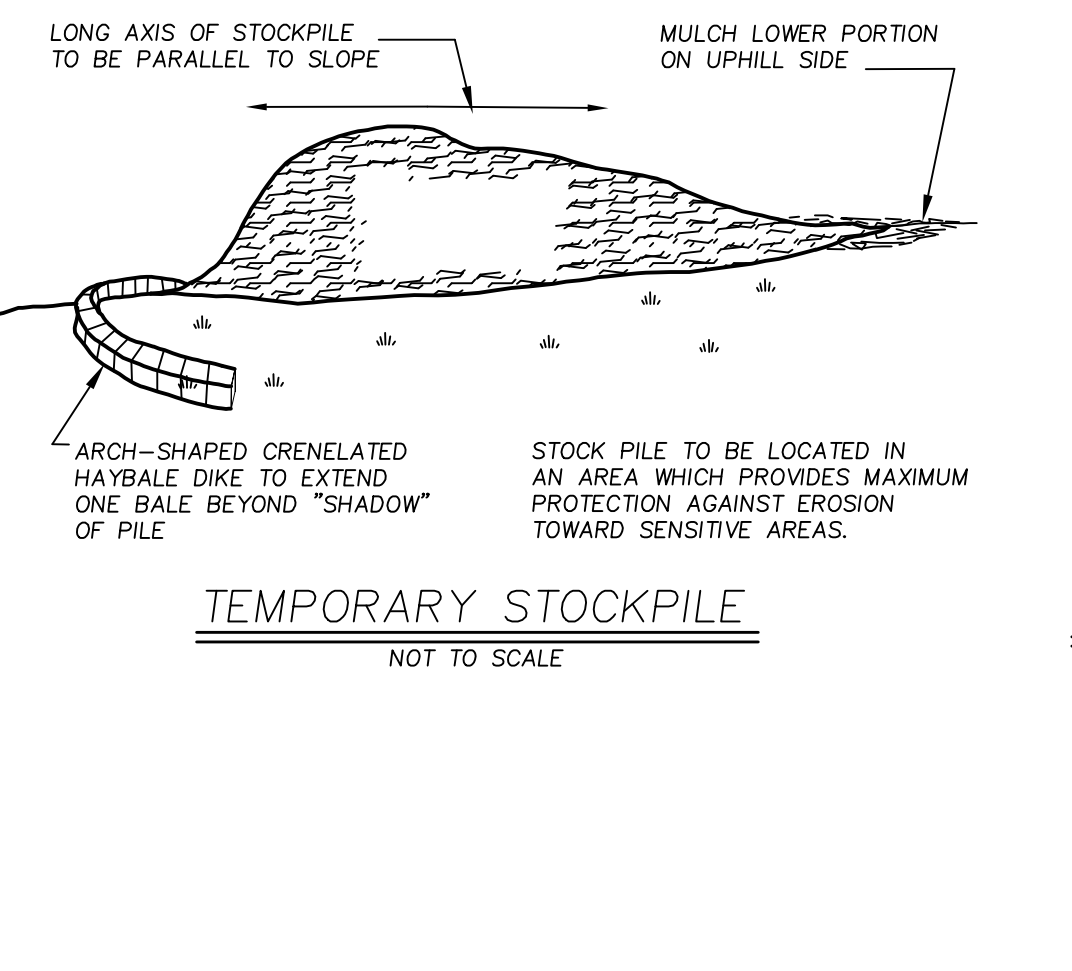 LONG AXIS OF STOCKPILE
TO BE PARALLEL TO SLOPE
MULCH LOWER PORTION
ON UPHILL SIDE
ARCH-SHAPED CRENELATED
HAYBALE DIKE TO EXTEND
ONE BALE BEYOND "SHADOW"
OF PILE
STOCK PILE TO BE LOCATED IN
AN AREA WHICH PROVIDES MAXIMUM
PROTECTION AGAINST EROSION
TOWARD SENSITIVE AREAS.
TEMPORARY STOCKPILE
NOT TO SCALE